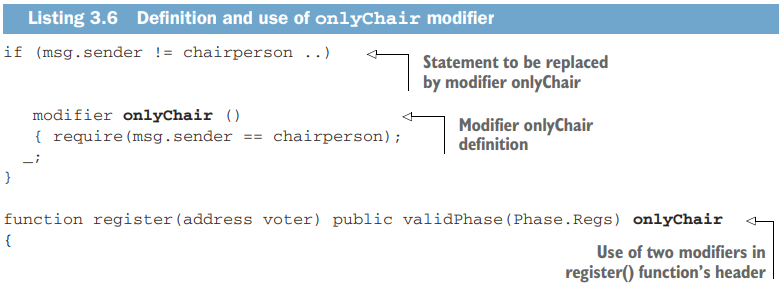 Listing 3.6 Definition and use of onlyChair modifier
if (msg.sender != chairperson ..)
Statement to be replaced
by modifier onlyChair
modifier onlyChair ()
{ require(msg.sender == chairperson);
_;
}
Modifier onlyChair
definition
function register(address voter) public validPhase(Phase.Regs) onlyChair
{
Use of two modifiers in
register() function's header